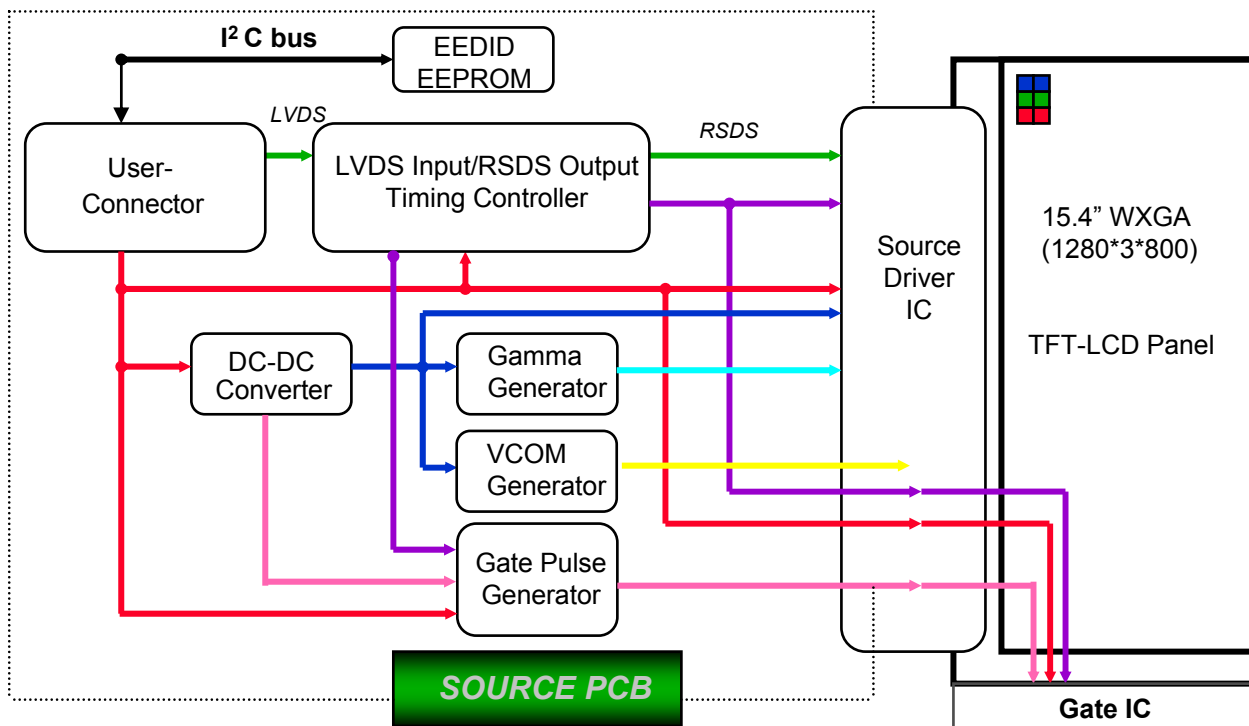 I² C bus
EEDID
EEPROM
LVDS
RSDS
User-
Connector
LVDS Input/RSDS Output
Timing Controller
Source
Driver
IC
15.4” WXGA
(1280*3*800)
TFT-LCD Panel
DC-DC
Converter
Gamma
Generator
VCOM
Generator
Gate Pulse
Generator
SOURCE PCB
Gate IC